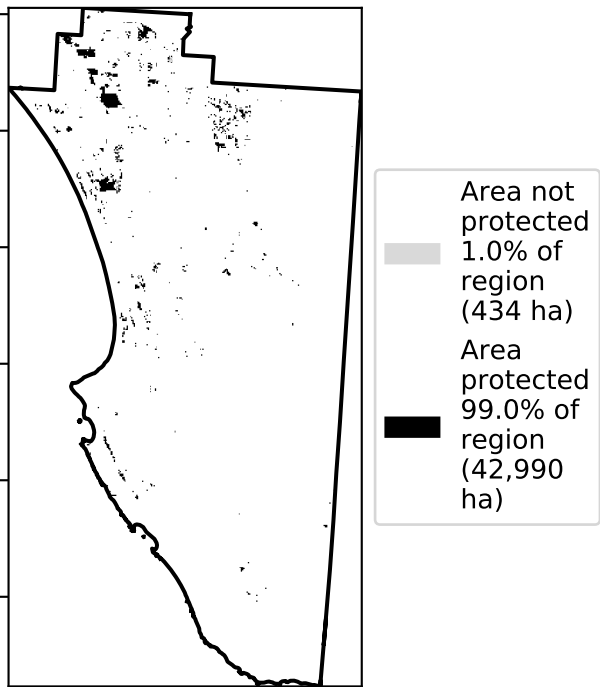 Area not
protected
1.0% of
region
(434 ha)
Area
protected
99.0% of
region
(42,990
ha)